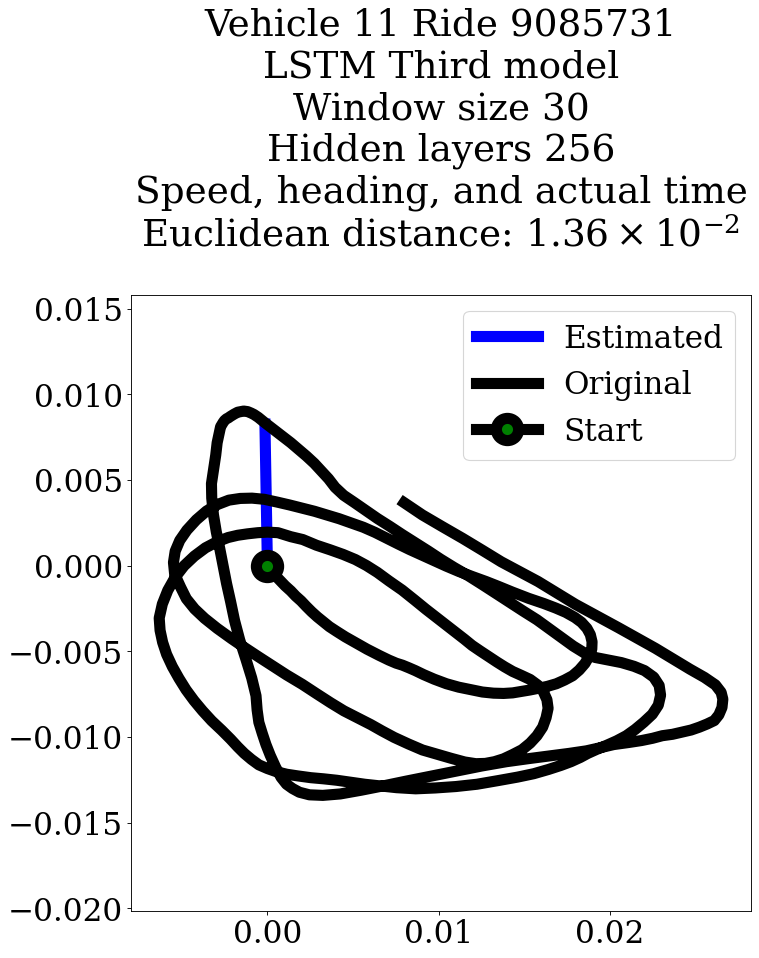 Vehicle 11 Ride 9085731
LSTM Third model
Window size 30
Hidden layers 256
Speed, heading, and actual time
Euclidean distance: 1.36 × 10⁻²
Estimated
Original
Start
0.015
0.010
0.005
0.000
−0.005
−0.010
−0.015
−0.020
0.00
0.01
0.02